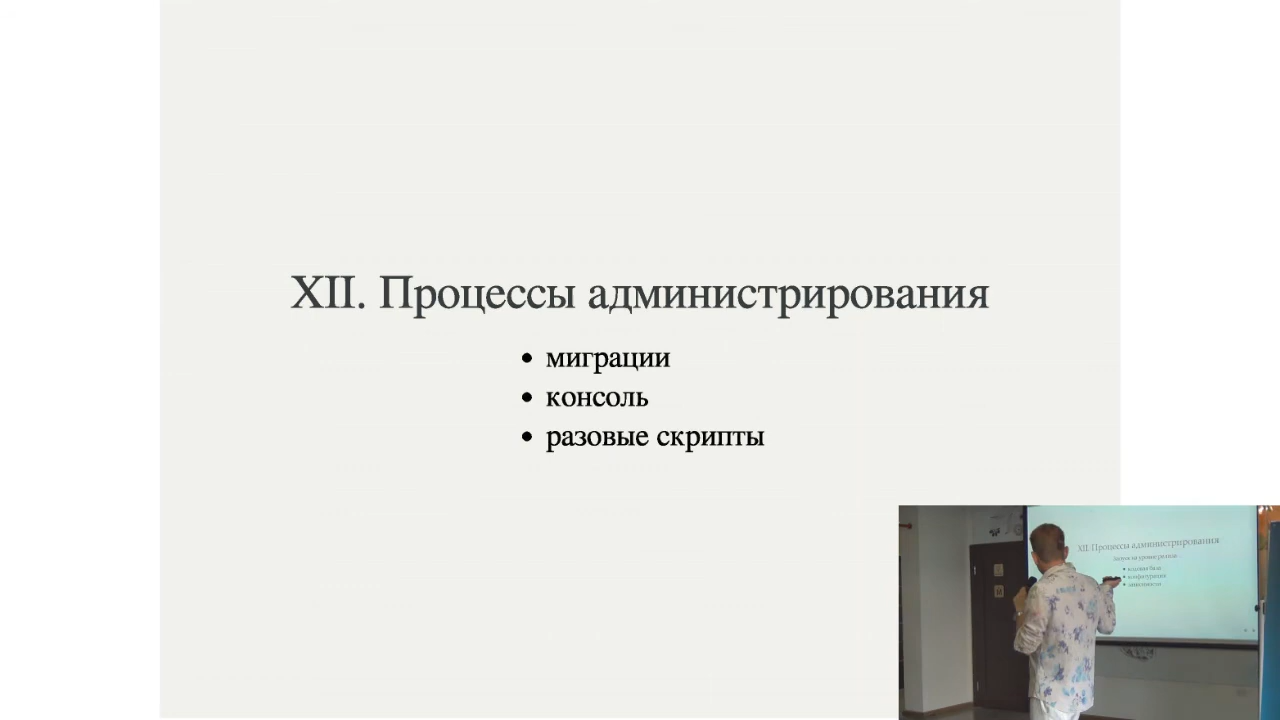 XII. Процессы администрирования
• миграции
• консоль
• разовые скрипты
XII. Процессы администрирования